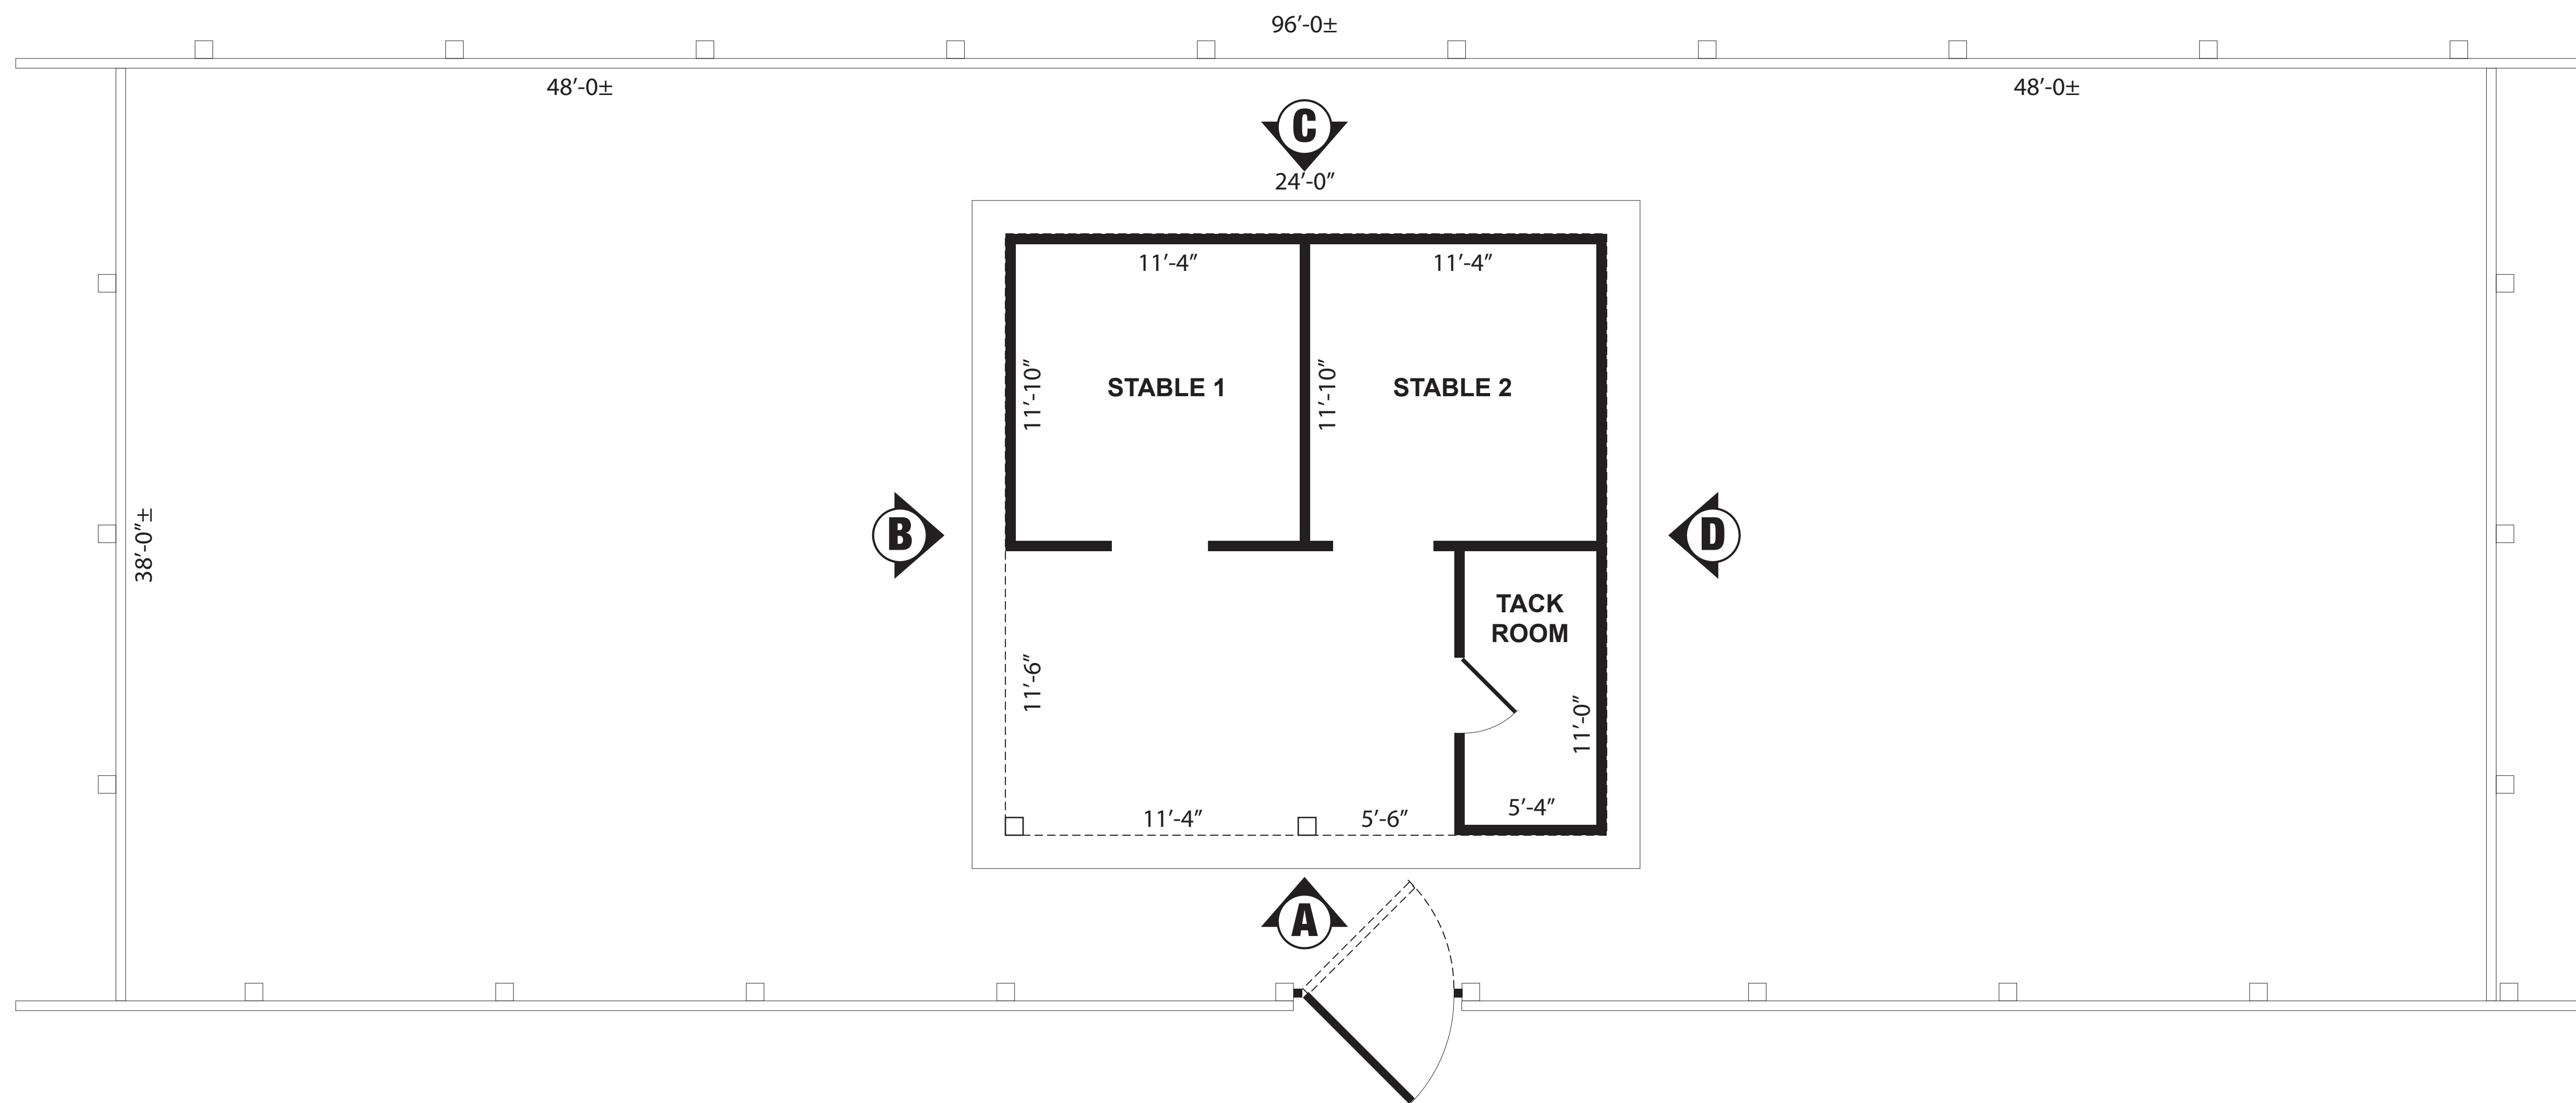 96’-0±
48’-0±
48’-0±
C
24’-0”
11’-4”
11’-4”
11’-10”
STABLE 1
11’-10”
STABLE 2
38’-0”±
B
D
TACK
ROOM
11’-6”
11’-0”
11’-4”
5’-6”
5’-4”
A